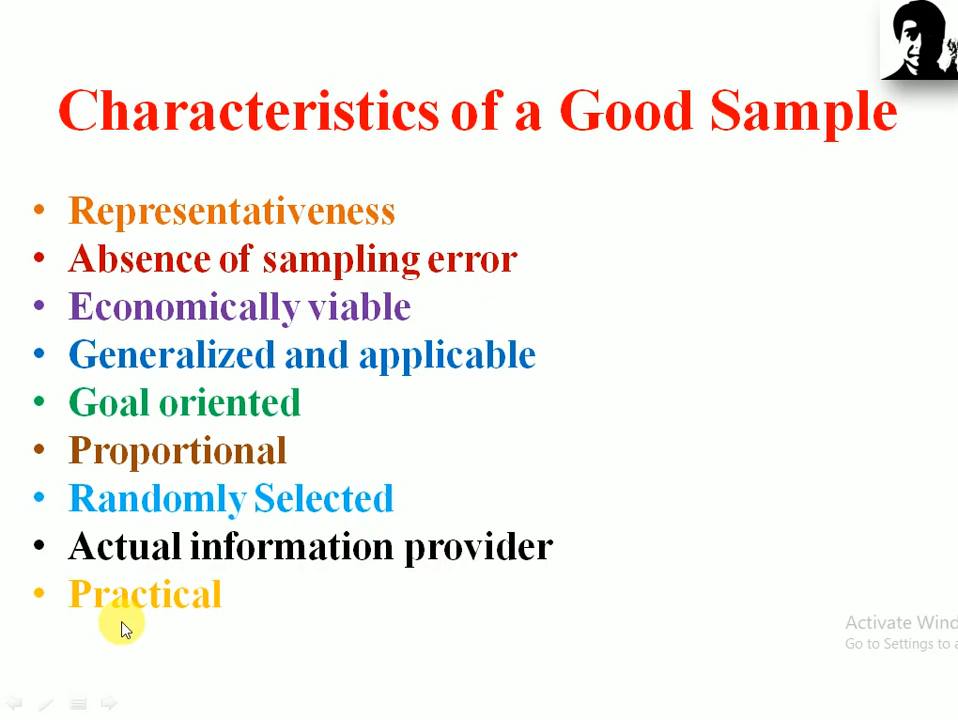 Characteristics of a Good Sample
• Representativeness
• Absence of sampling error
• Economically viable
• Generalized and applicable
• Goal oriented
• Proportional
• Randomly Selected
• Actual information provider
• Practical
Activate Wind
Go to Settings to a